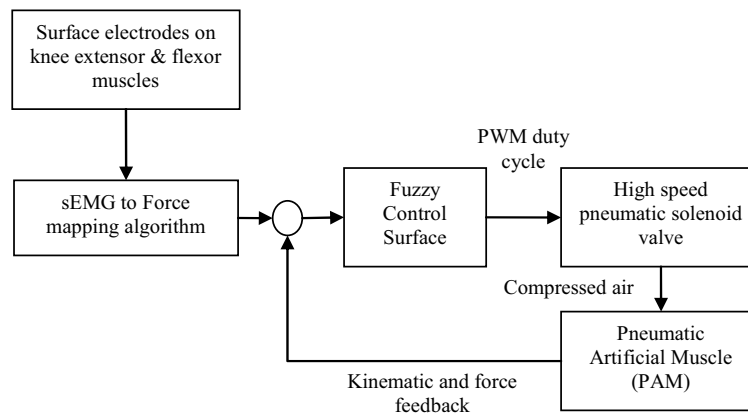 Surface electrodes on
knee extensor & flexor
muscles
sEMG to Force
mapping algorithm
Fuzzy
Control
Surface
PWM duty
cycle
High speed
pneumatic solenoid
valve
Compressed air
Pneumatic
Artificial Muscle
(PAM)
Kinematic and force
feedback